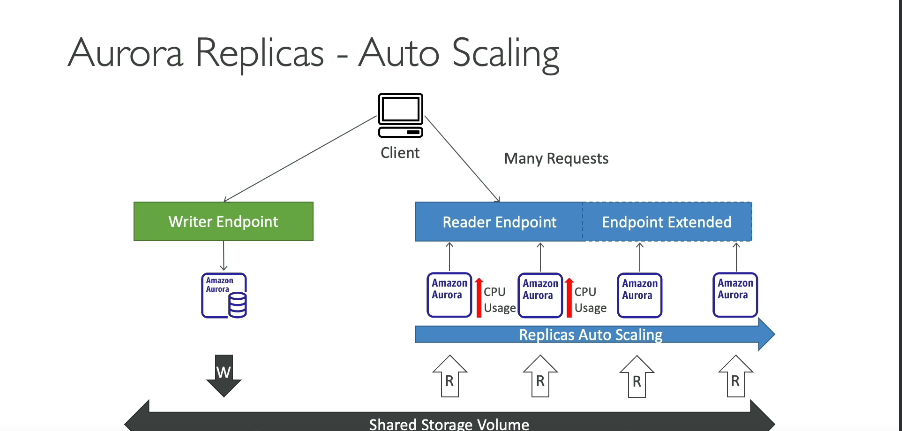 Aurora Replicas - Auto Scaling
Client
Many Requests
Writer Endpoint
Reader Endpoint
Endpoint Extended
Amazon
Aurora
Amazon
Aurora
CPU
Usage
Amazon
Aurora
CPU
Usage
Amazon
Aurora
Amazon
Aurora
Replicas Auto Scaling
W
R
R
R
R
Shared Storage Volume